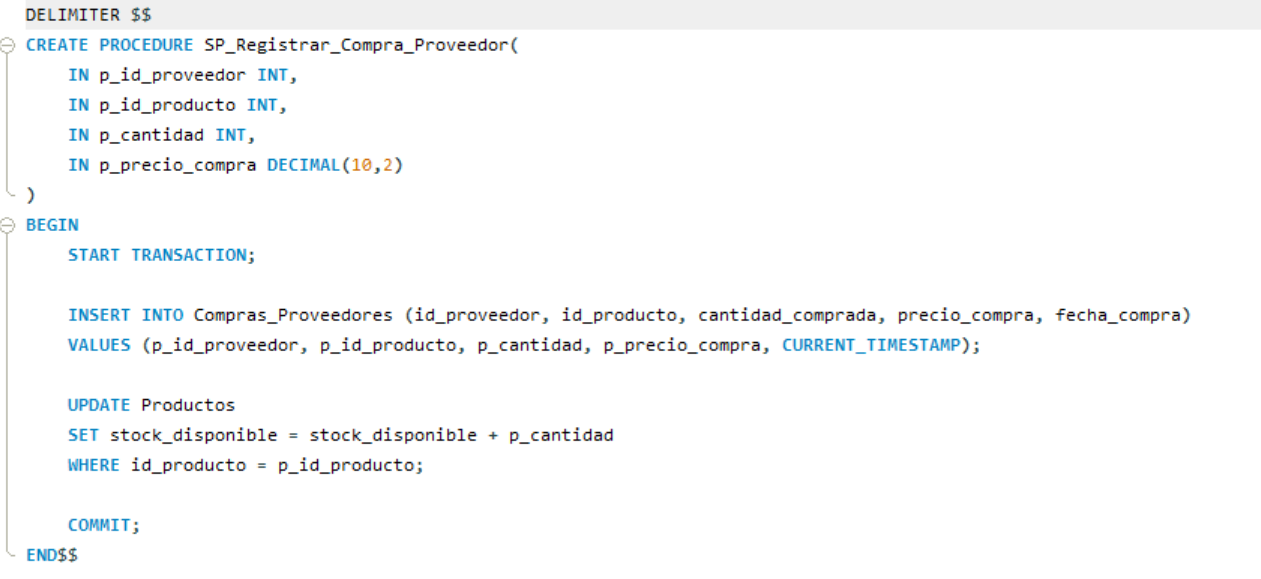 DELIMITER $$
CREATE PROCEDURE SP_Registrar_Compra_Proveedor(
    IN p_id_proveedor INT,
    IN p_id_producto INT,
    IN p_cantidad INT,
    IN p_precio_compra DECIMAL(10,2)
)
BEGIN
    START TRANSACTION;
    INSERT INTO Compras_Proveedores (id_proveedor, id_producto, cantidad_comprada, precio_compra, fecha_compra)
    VALUES (p_id_proveedor, p_id_producto, p_cantidad, p_precio_compra, CURRENT_TIMESTAMP);
    UPDATE Productos
    SET stock_disponible = stock_disponible + p_cantidad
    WHERE id_producto = p_id_producto;
    COMMIT;
END$$